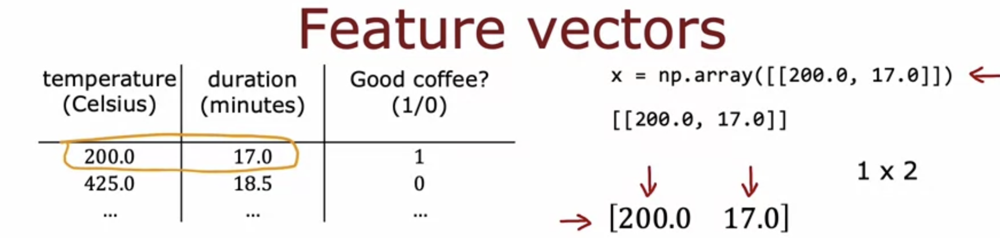 Feature vectors
temperature (Celsius)
duration (minutes)
Good coffee? (1/0)
200.0 17.0 1
425.0 18.5 0
... ... ...
x = np.array([[200.0, 17.0]])
[[200.0, 17.0]]
1 x 2
[200.0 17.0]